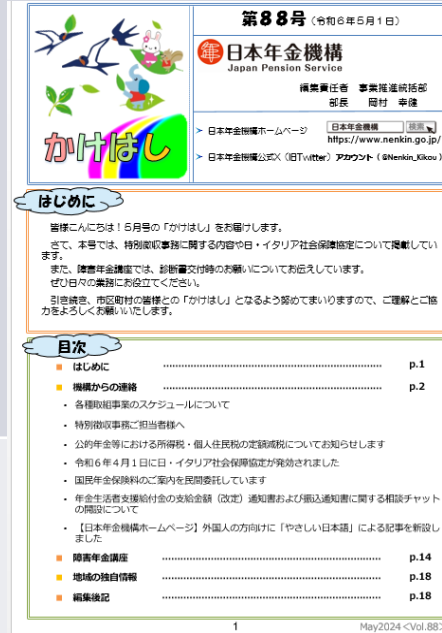 第８８号（令和６年５月１日）
日本年金機構
Japan Pension Service
編集責任者　事業推進統括部
部長　岡村　幸健
➢ 日本年金機構ホームページ　日本年金機構　検索
https://www.nenkin.go.jp/
➢ 日本年金機構公式X（旧Twitter）アカウント（@Nenkin_Kikou）
かけはし
はじめに
皆様こんにちは！５月号の「かけはし」をお届けします。
さて、本号では、特別徴収事務に関する内容や日・イタリア社会保障協定について掲載してい
ます。
また、障害年金講座では、診断書交付時のお願いについてお伝えしています。
ぜひ日々の業務にお役立てください。
引き続き、市区町村の皆様との「かけはし」となるよう努めてまいりますので、ご理解とご協
力をよろしくお願いいたします。
目次
■ はじめに ………………………………………… p.1
■ 機構からの連絡 ………………………………………… p.2
・ 各種取組事業のスケジュールについて
・ 特別徴収事務ご担当者様へ
・ 公的年金等における所得税・個人住民税の定額減税についてお知らせします
・ 令和６年４月１日に日・イタリア社会保障協定が発効されました
・ 国民年金保険料のご案内を民間委託しています
・ 年金生活者支援給付金の支給金額（改定）通知書および振込通知書に関する相談チャット
の開設について
・ 【日本年金機構ホームページ】外国人の方向けに「やさしい日本語」による記事を新設し
ました
■ 障害年金講座 ………………………………………… p.14
■ 地域の独自情報 ………………………………………… p.18
■ 編集後記 ………………………………………… p.18
1
May2024＜Vol.88＞